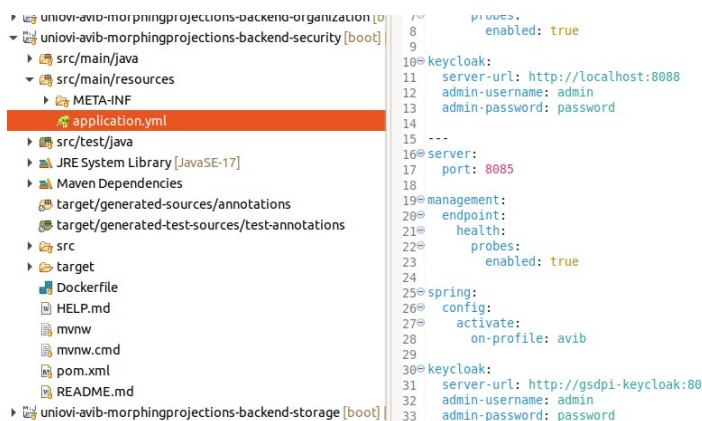 uniovi-avib-morphingprojections-backend-organization [b
uniovi-avib-morphingprojections-backend-security [boot]
src/main/java
src/main/resources
META-INF
application.yml
src/test/java
JRE System Library [JavaSE-17]
Maven Dependencies
target/generated-sources/annotations
target/generated-test-sources/test-annotations
src
target
Dockerfile
HELP.md
mvnw
mvnw.cmd
pom.xml
README.md
uniovi-avib-morphingprojections-backend-storage [boot]
7 probes:
8 enabled: true
9
10 keycloak:
11 server-url: http://localhost:8088
12 admin-username: admin
13 admin-password: password
14
15 ---
16 server:
17 port: 8085
18
19 management:
20 endpoint:
21 health:
22 probes:
23 enabled: true
24
25 spring:
26 config:
27 activate:
28 on-profile: avib
29
30 keycloak:
31 server-url: http://gsdpi-keycloak:80
32 admin-username: admin
33 admin-password: password